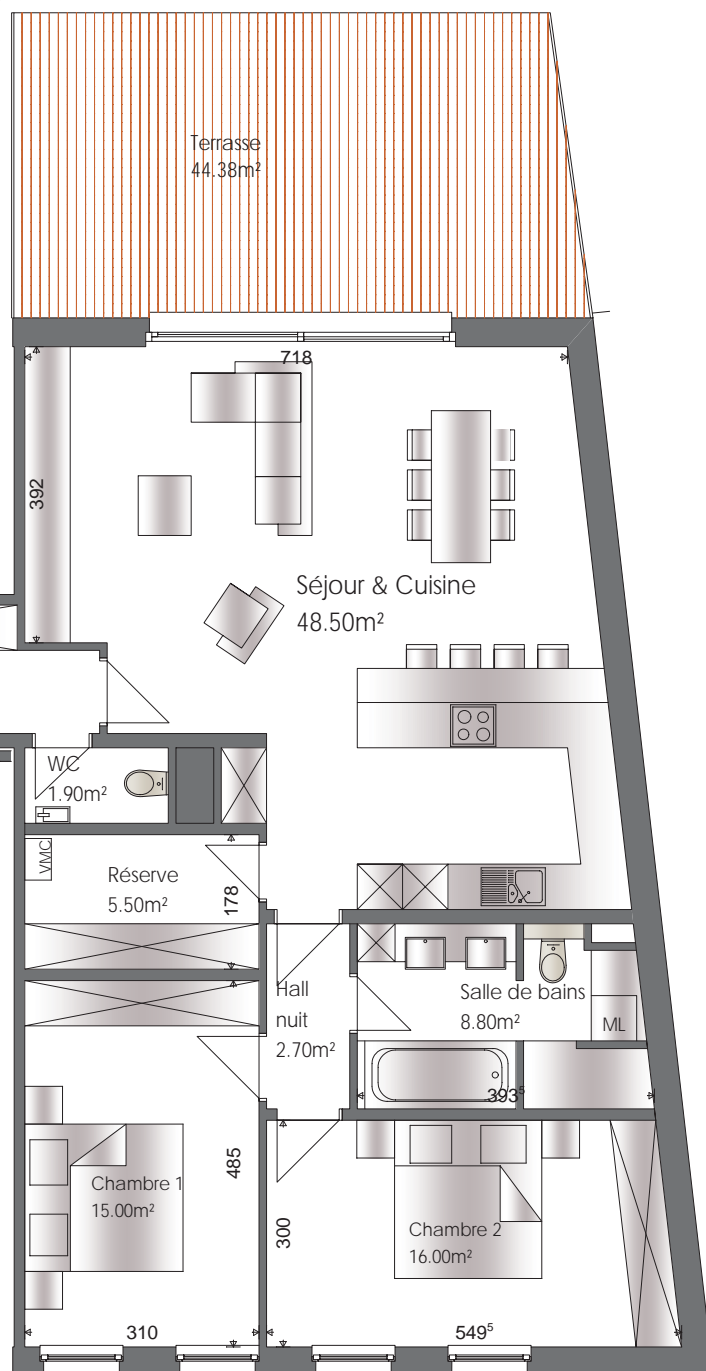 Terrasse
44.38m²
718
392
Séjour & Cuisine
48.50m²
WC
1.90m²
VMC
Réserve
5.50m²
178
Hall
nuit
2.70m²
Salle de bains
8.80m²
ML
393⁵
485
Chambre 1
15.00m²
300
Chambre 2
16.00m²
310
549⁵